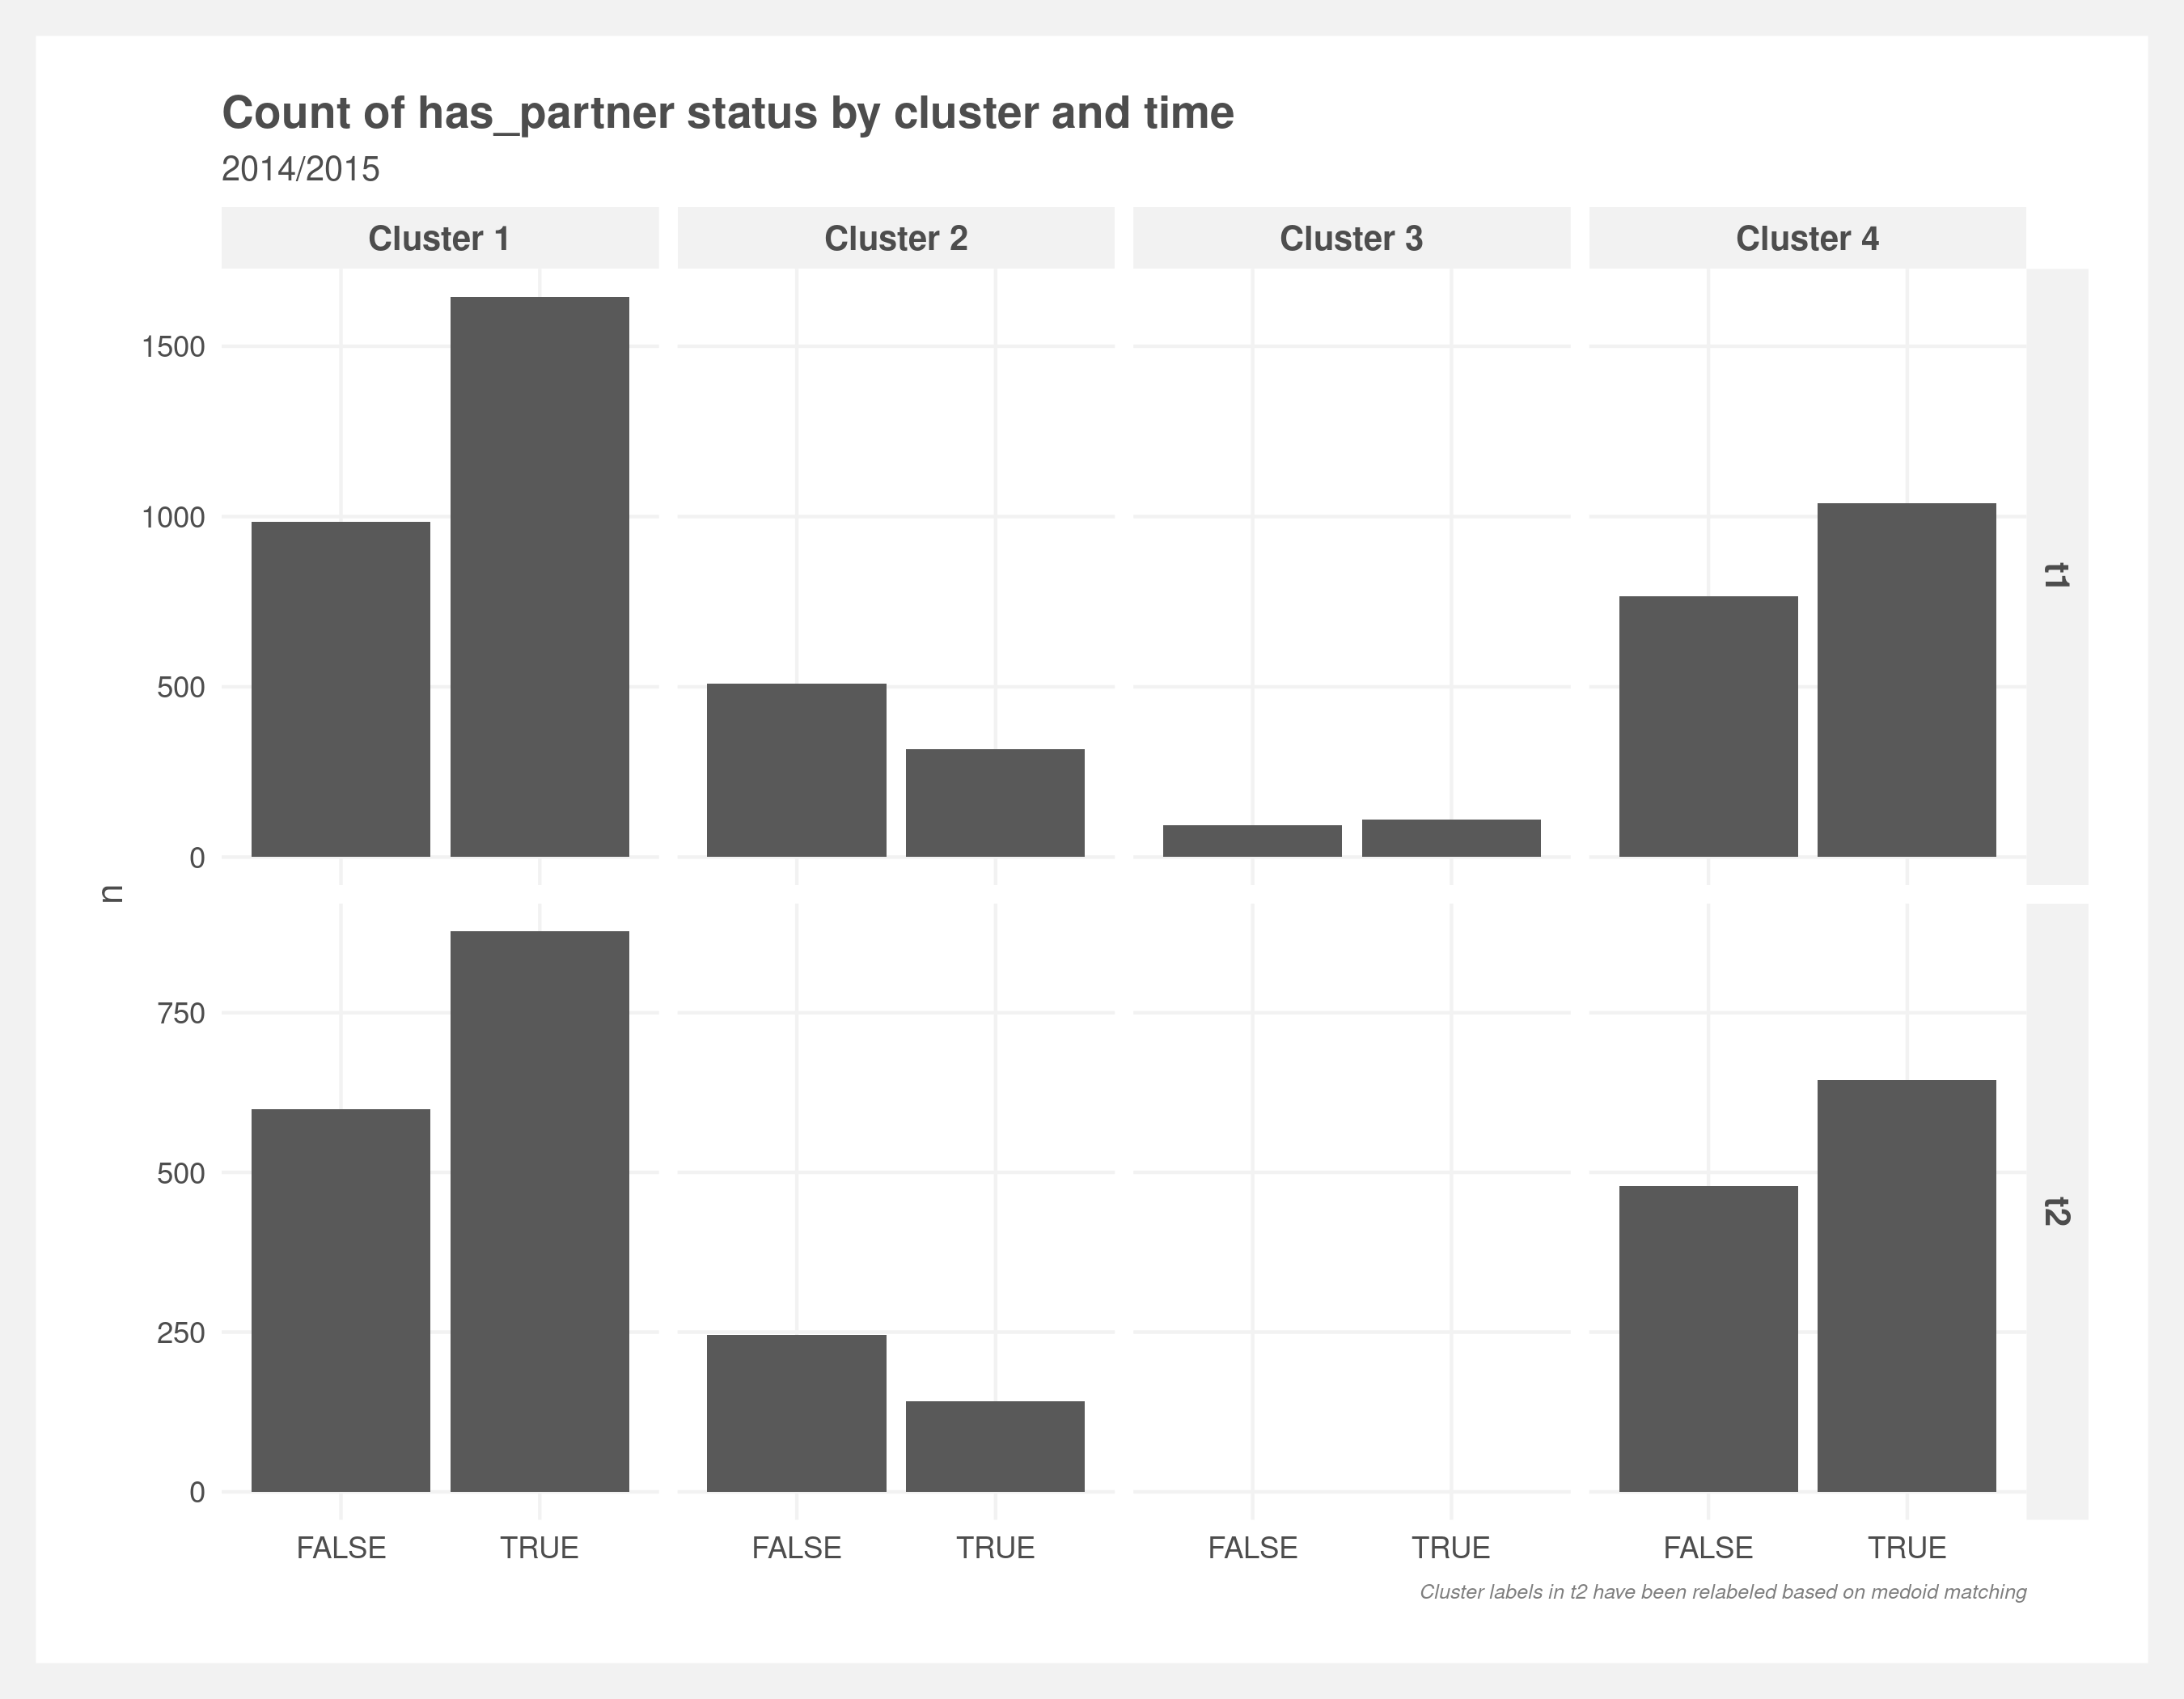 Count of has_partner status by cluster and time
2014/2015
Cluster 1 Cluster 2 Cluster 3 Cluster 4
1500
1000
500
0
t1
n
750
500
250
0
t2
FALSE TRUE FALSE TRUE FALSE TRUE FALSE TRUE
Cluster labels in t2 have been relabeled based on medoid matching